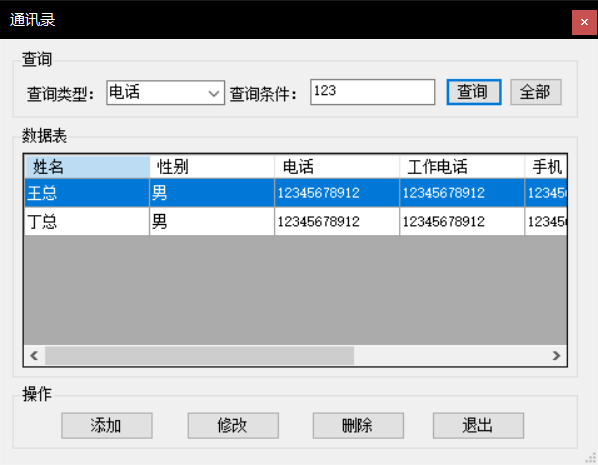 通讯录
查询
查询类型: 电话 查询条件: 123 查询 全部
数据表
姓名 性别 电话 工作电话 手机
王总 男 12345678912 12345678912
丁总 男 12345678912 12345678912
操作
添加 修改 删除 退出